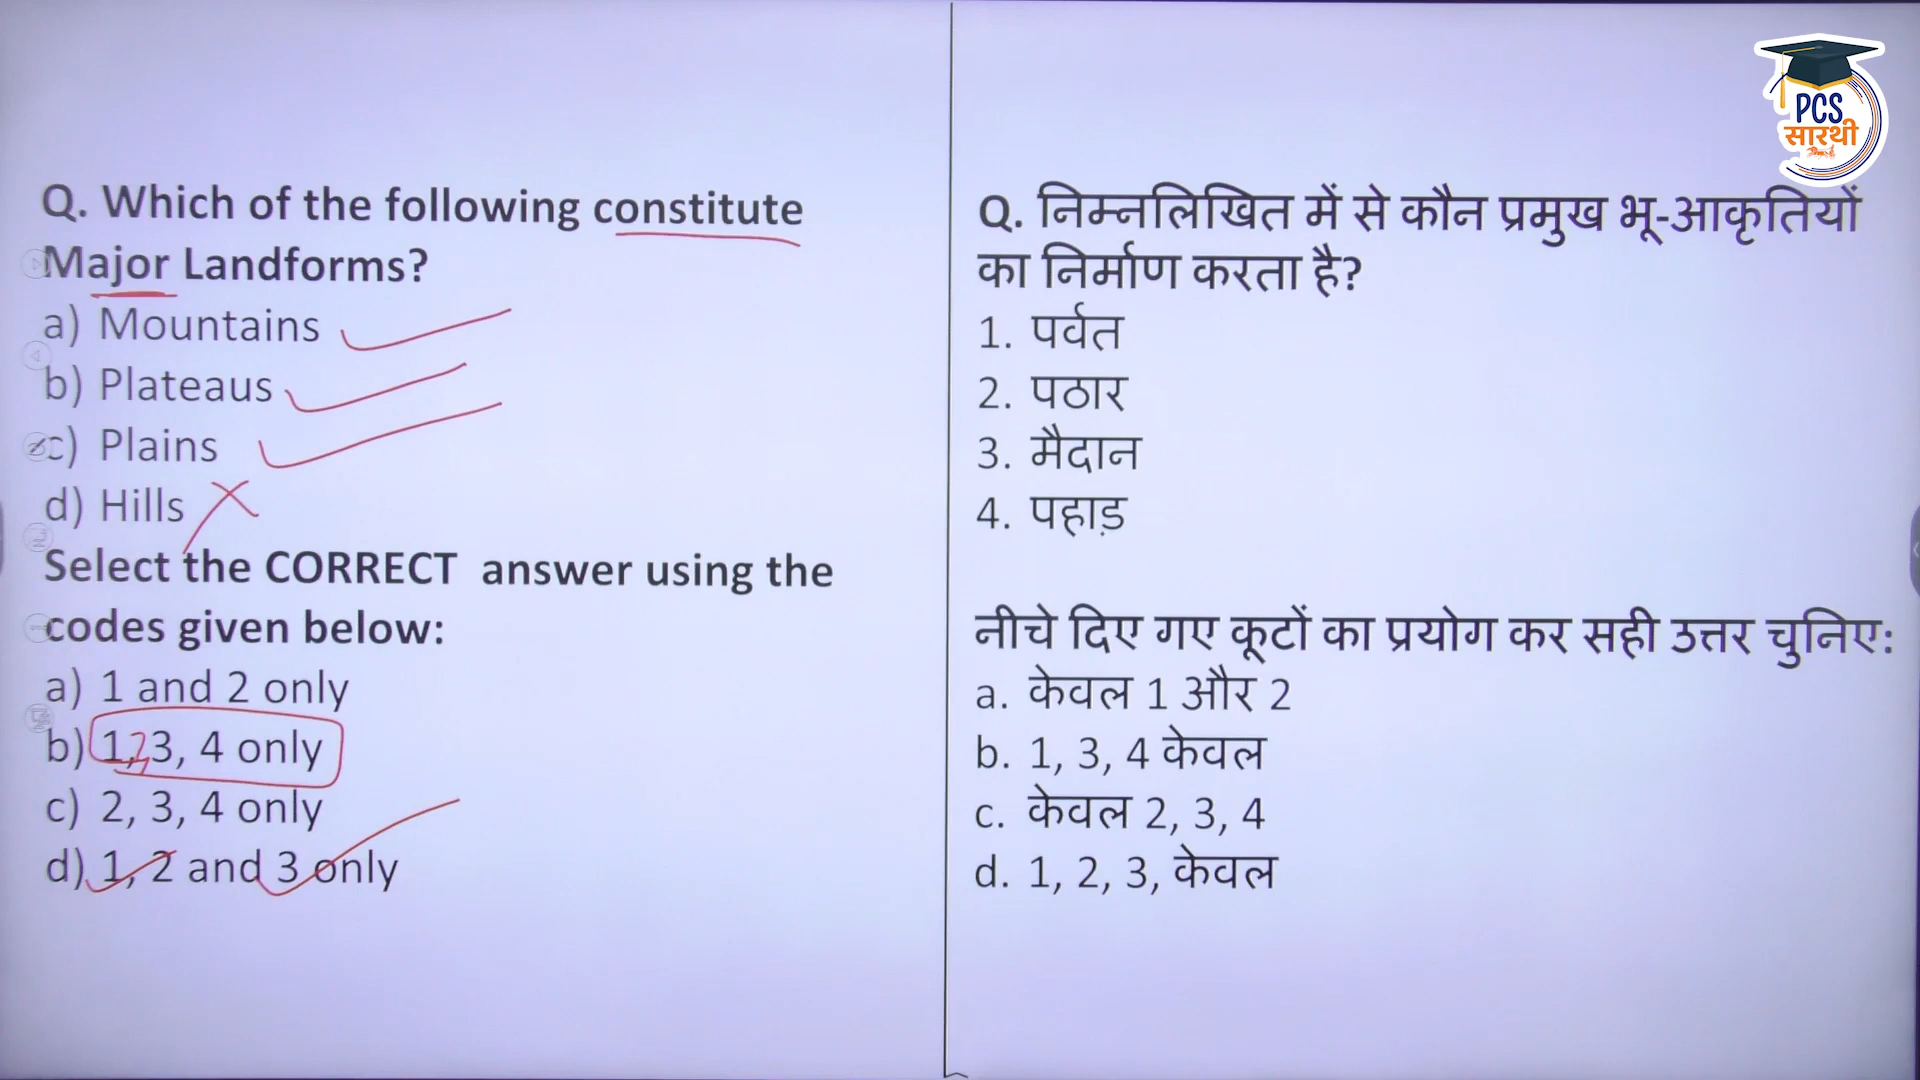 PCS
सारथी
Q. Which of the following constitute
Major Landforms?
a) Mountains
b) Plateaus
c) Plains
d) Hills
Select the CORRECT answer using the
codes given below:
a) 1 and 2 only
b) 1, 2, 3, 4 only
c) 2, 3, 4 only
d) 1, 2 and 3 only
Q. निम्नलिखित में से कौन प्रमुख भू-आकृतियों
का निर्माण करता है?
1. पर्वत
2. पठार
3. मैदान
4. पहाड़
नीचे दिए गए कूटों का प्रयोग कर सही उत्तर चुनिए:
a. केवल 1 और 2
b. 1, 3, 4 केवल
c. केवल 2, 3, 4
d. 1, 2, 3, केवल